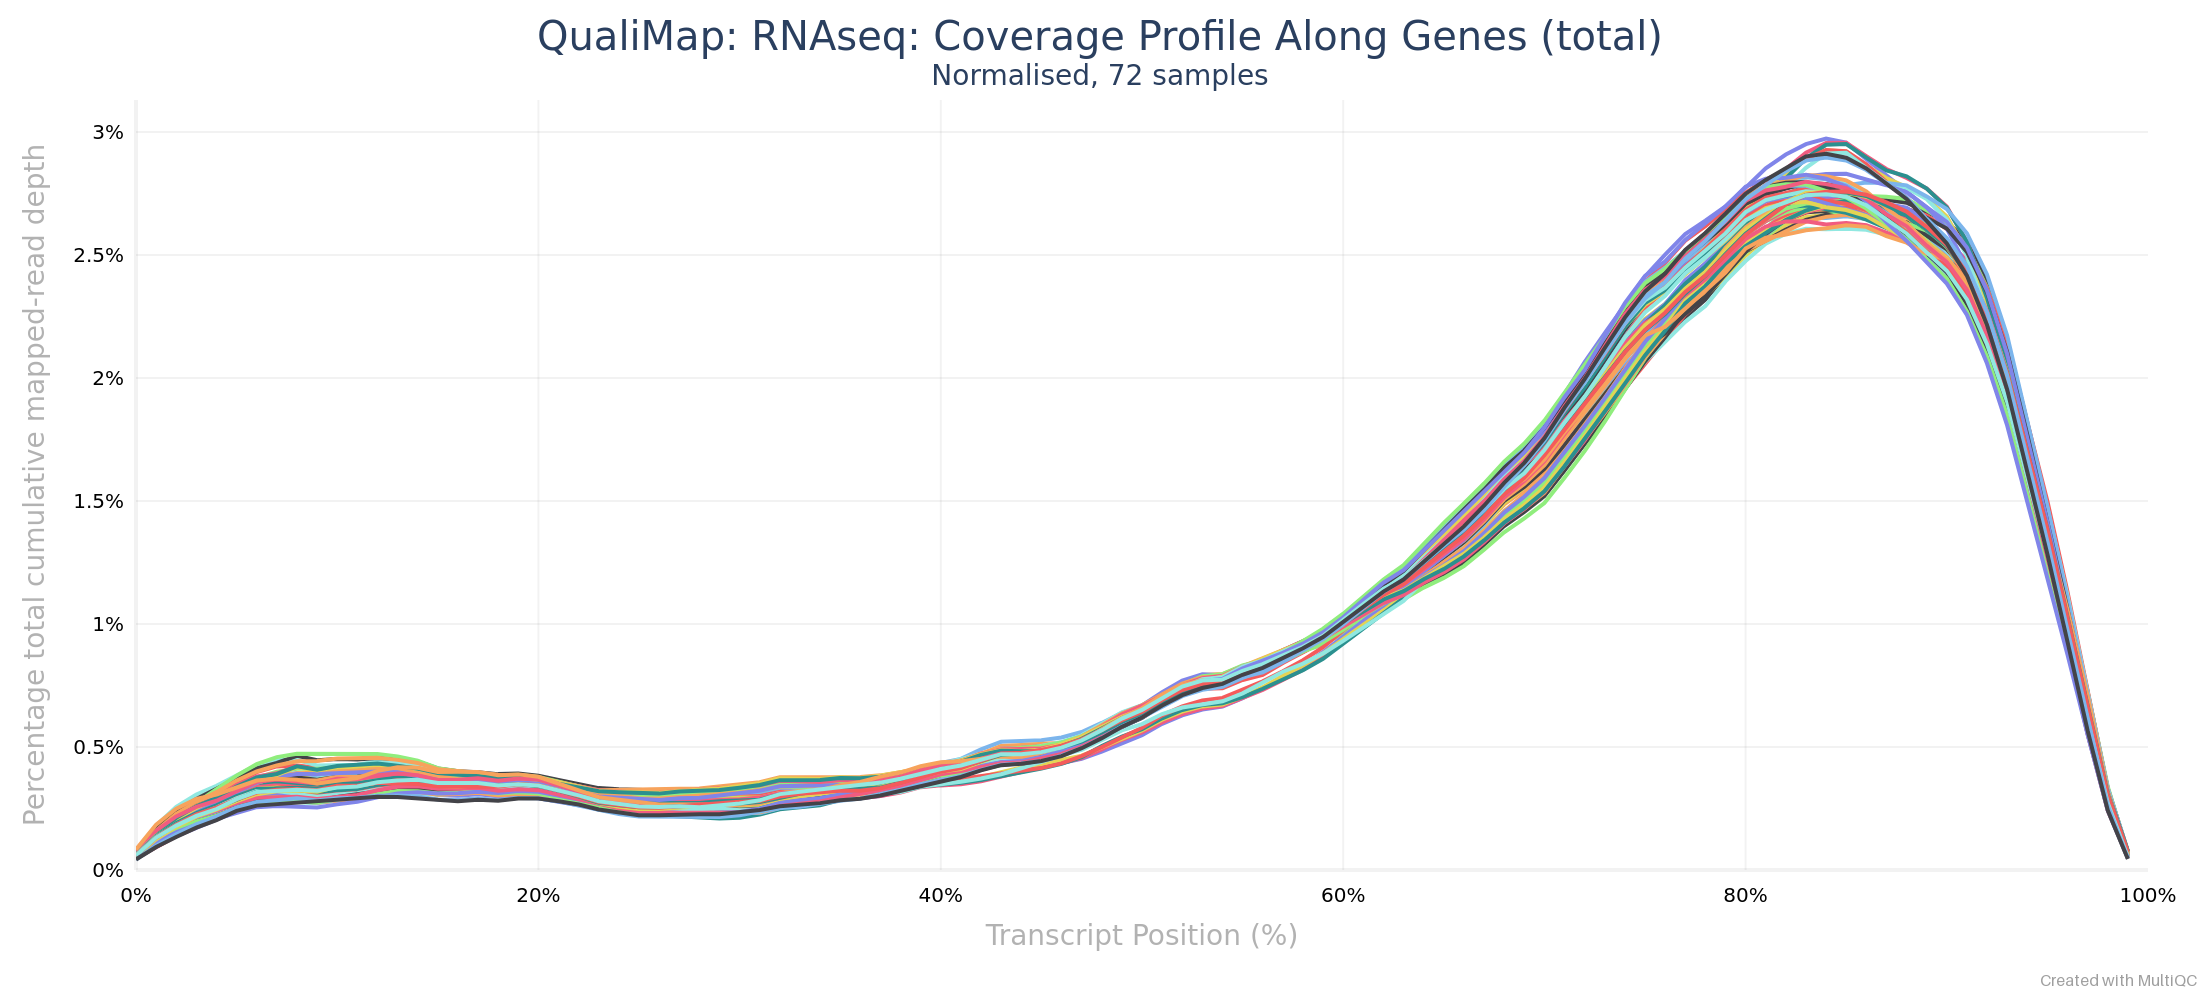 QualiMap: RNAseq: Coverage Profile Along Genes (total)
Normalised, 72 samples
Percentage total cumulative mapped-read depth
3%
2.5%
2%
1.5%
1%
0.5%
0%
0%
20%
40%
60%
80%
100%
Transcript Position (%)
Created with MultiQC